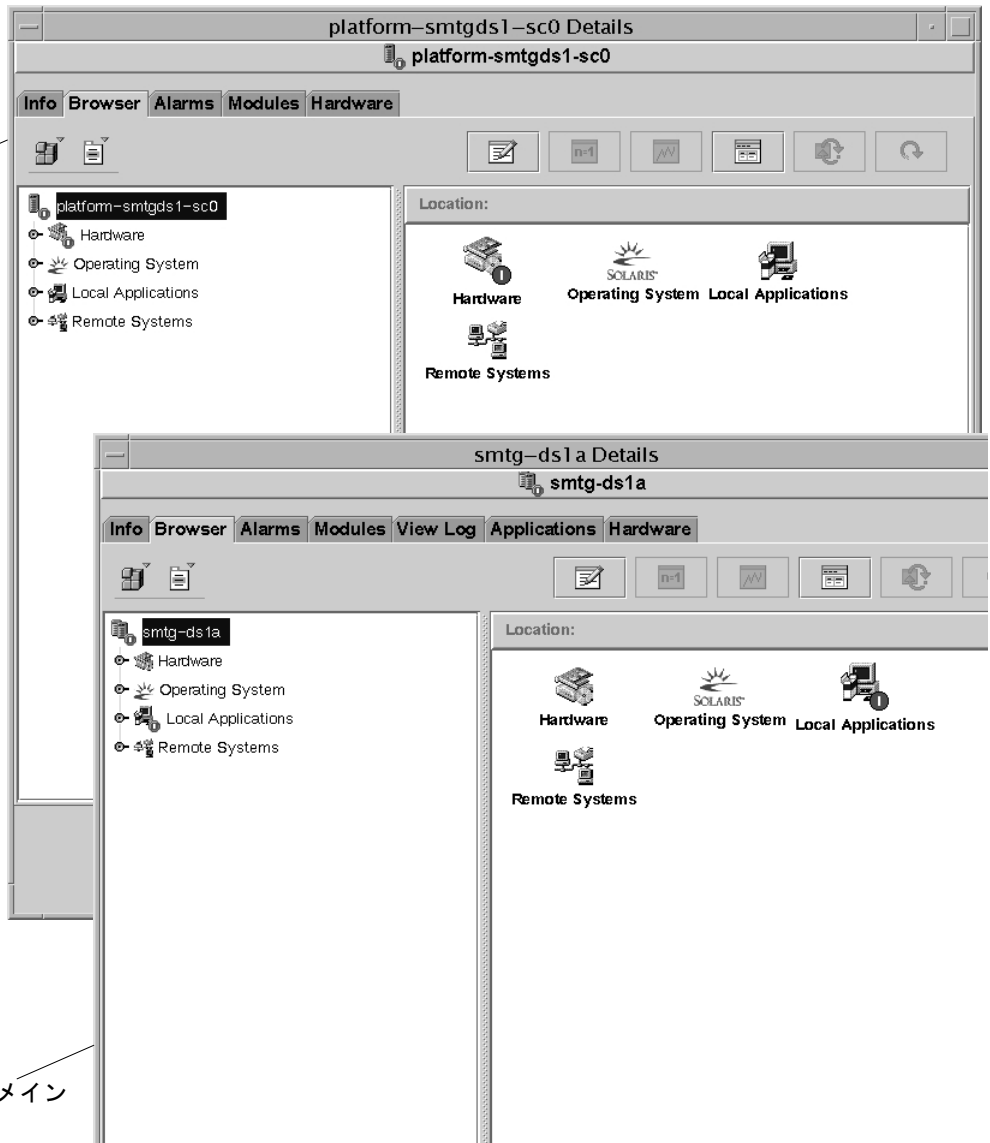 platform–smtgds1–sc0 Details
platform-smtgds1-sc0
Info Browser Alarms Modules Hardware
n=1
platform–smtgds1–sc0
Hardware
Operating System
Local Applications
Remote Systems
Location:
SOLARIS
Hardware
Operating System
Local Applications
Remote Systems
smtg–ds1a Details
smtg-ds1a
Info Browser Alarms Modules View Log Applications Hardware
n=1
smtg–ds1a
Hardware
Operating System
Local Applications
Remote Systems
Location:
SOLARIS
Hardware
Operating System
Local Applications
Remote Systems
メイン